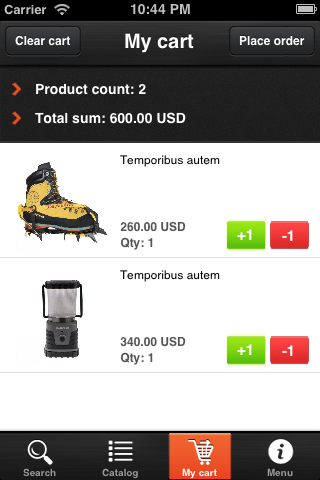 Carrier 10:44 PM
Clear cart My cart Place order
Product count: 2
Total sum: 600.00 USD
Temporibus autem
260.00 USD
Qty: 1
+1 -1
Temporibus autem
340.00 USD
Qty: 1
+1 -1
Search Catalog My cart Menu